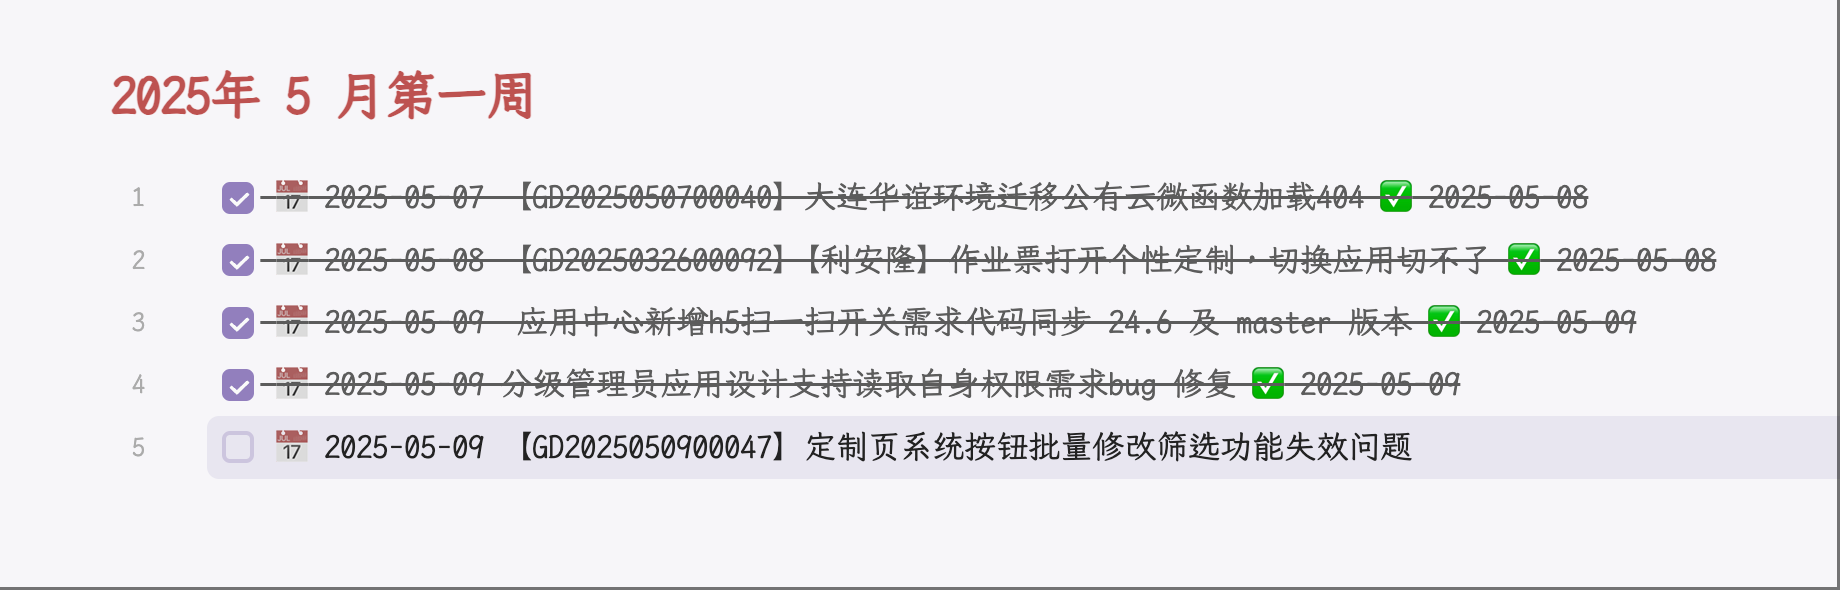 2025年 5 月第一周
1 📅 2025-05-07 【GD2025050700040】大连华谊环境迁移公有云微函数加载404 ✅ 2025-05-08
2 📅 2025-05-08 【GD2025032600092】【利安隆】作业票打开个性定制，切换应用切不了 ✅ 2025-05-08
3 📅 2025-05-09 应用中心新增h5扫一扫开关需求代码同步 24.6 及 master 版本 ✅ 2025-05-09
4 📅 2025-05-09 分级管理员应用设计支持读取自身权限需求bug 修复 ✅ 2025-05-09
5 📅 2025-05-09 【GD2025050900047】定制页系统按钮批量修改筛选功能失效问题